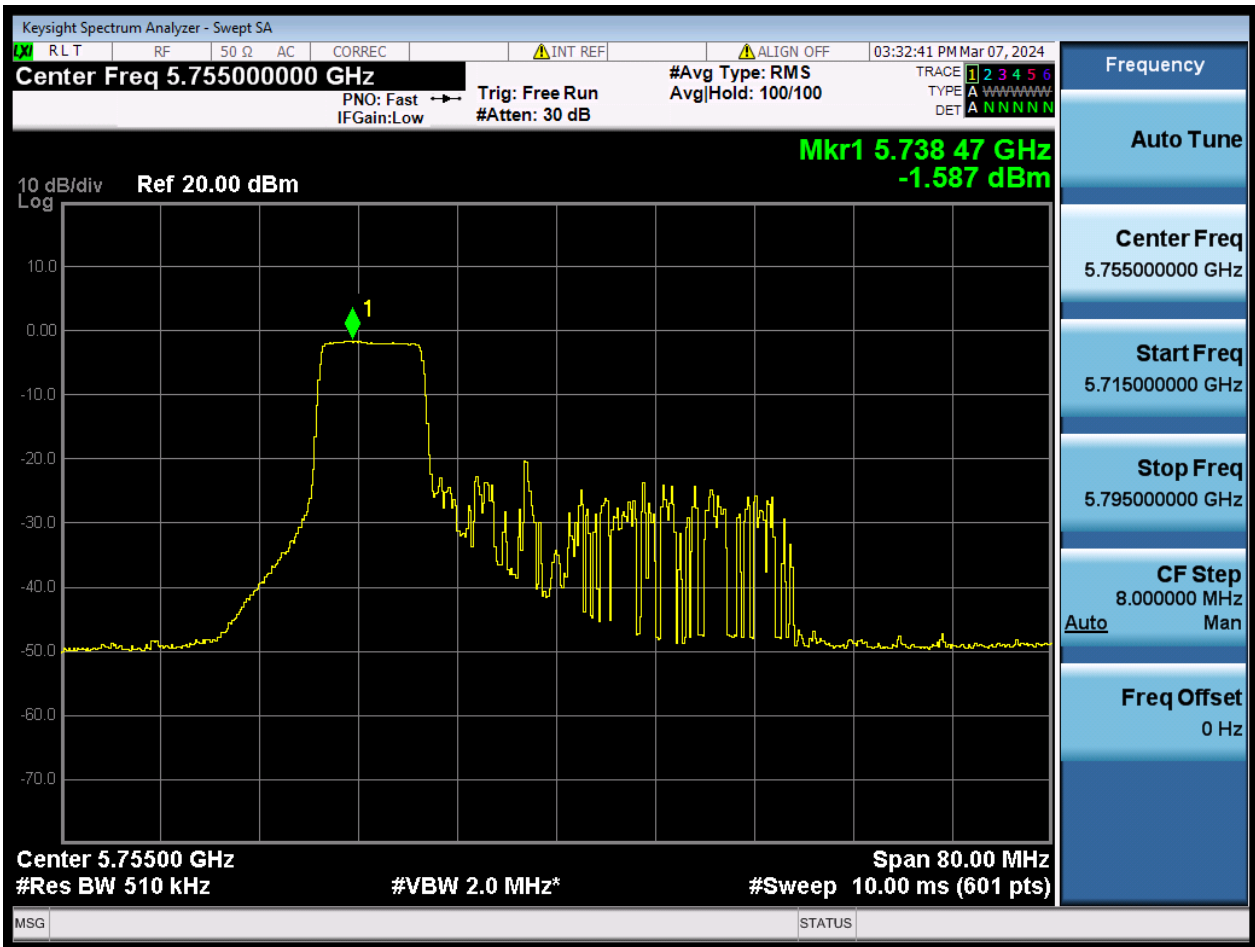 Keysight Spectrum Analyzer - Swept SA
LXI RLT RF 50 Ω AC CORREC INT REF ALIGN OFF 03:32:41 PM Mar 07, 2024
Center Freq 5.755000000 GHz
PNO: Fast
IFGain:Low
Trig: Free Run
#Atten: 30 dB
#Avg Type: RMS
Avg|Hold: 100/100
TRACE 1 2 3 4 5 6
TYPE A WWWWW
DET A N N N N N
Mkr1 5.738 47 GHz
-1.587 dBm
10 dB/div Ref 20.00 dBm
Log
10.0
1
0.00
-10.0
-20.0
-30.0
-40.0
-50.0
-60.0
-70.0
Center 5.75500 GHz Span 80.00 MHz
#Res BW 510 kHz #VBW 2.0 MHz* #Sweep 10.00 ms (601 pts)
MSG STATUS
Frequency
Auto Tune
Center Freq
5.755000000 GHz
Start Freq
5.715000000 GHz
Stop Freq
5.795000000 GHz
CF Step
8.000000 MHz
Auto Man
Freq Offset
0 Hz